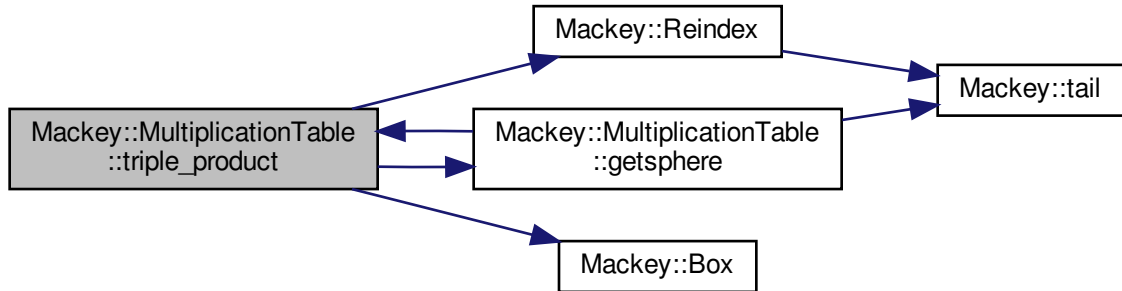 Mackey::MultiplicationTable
::triple_product
Mackey::Reindex
Mackey::MultiplicationTable
::getsphere
Mackey::Box
Mackey::tail